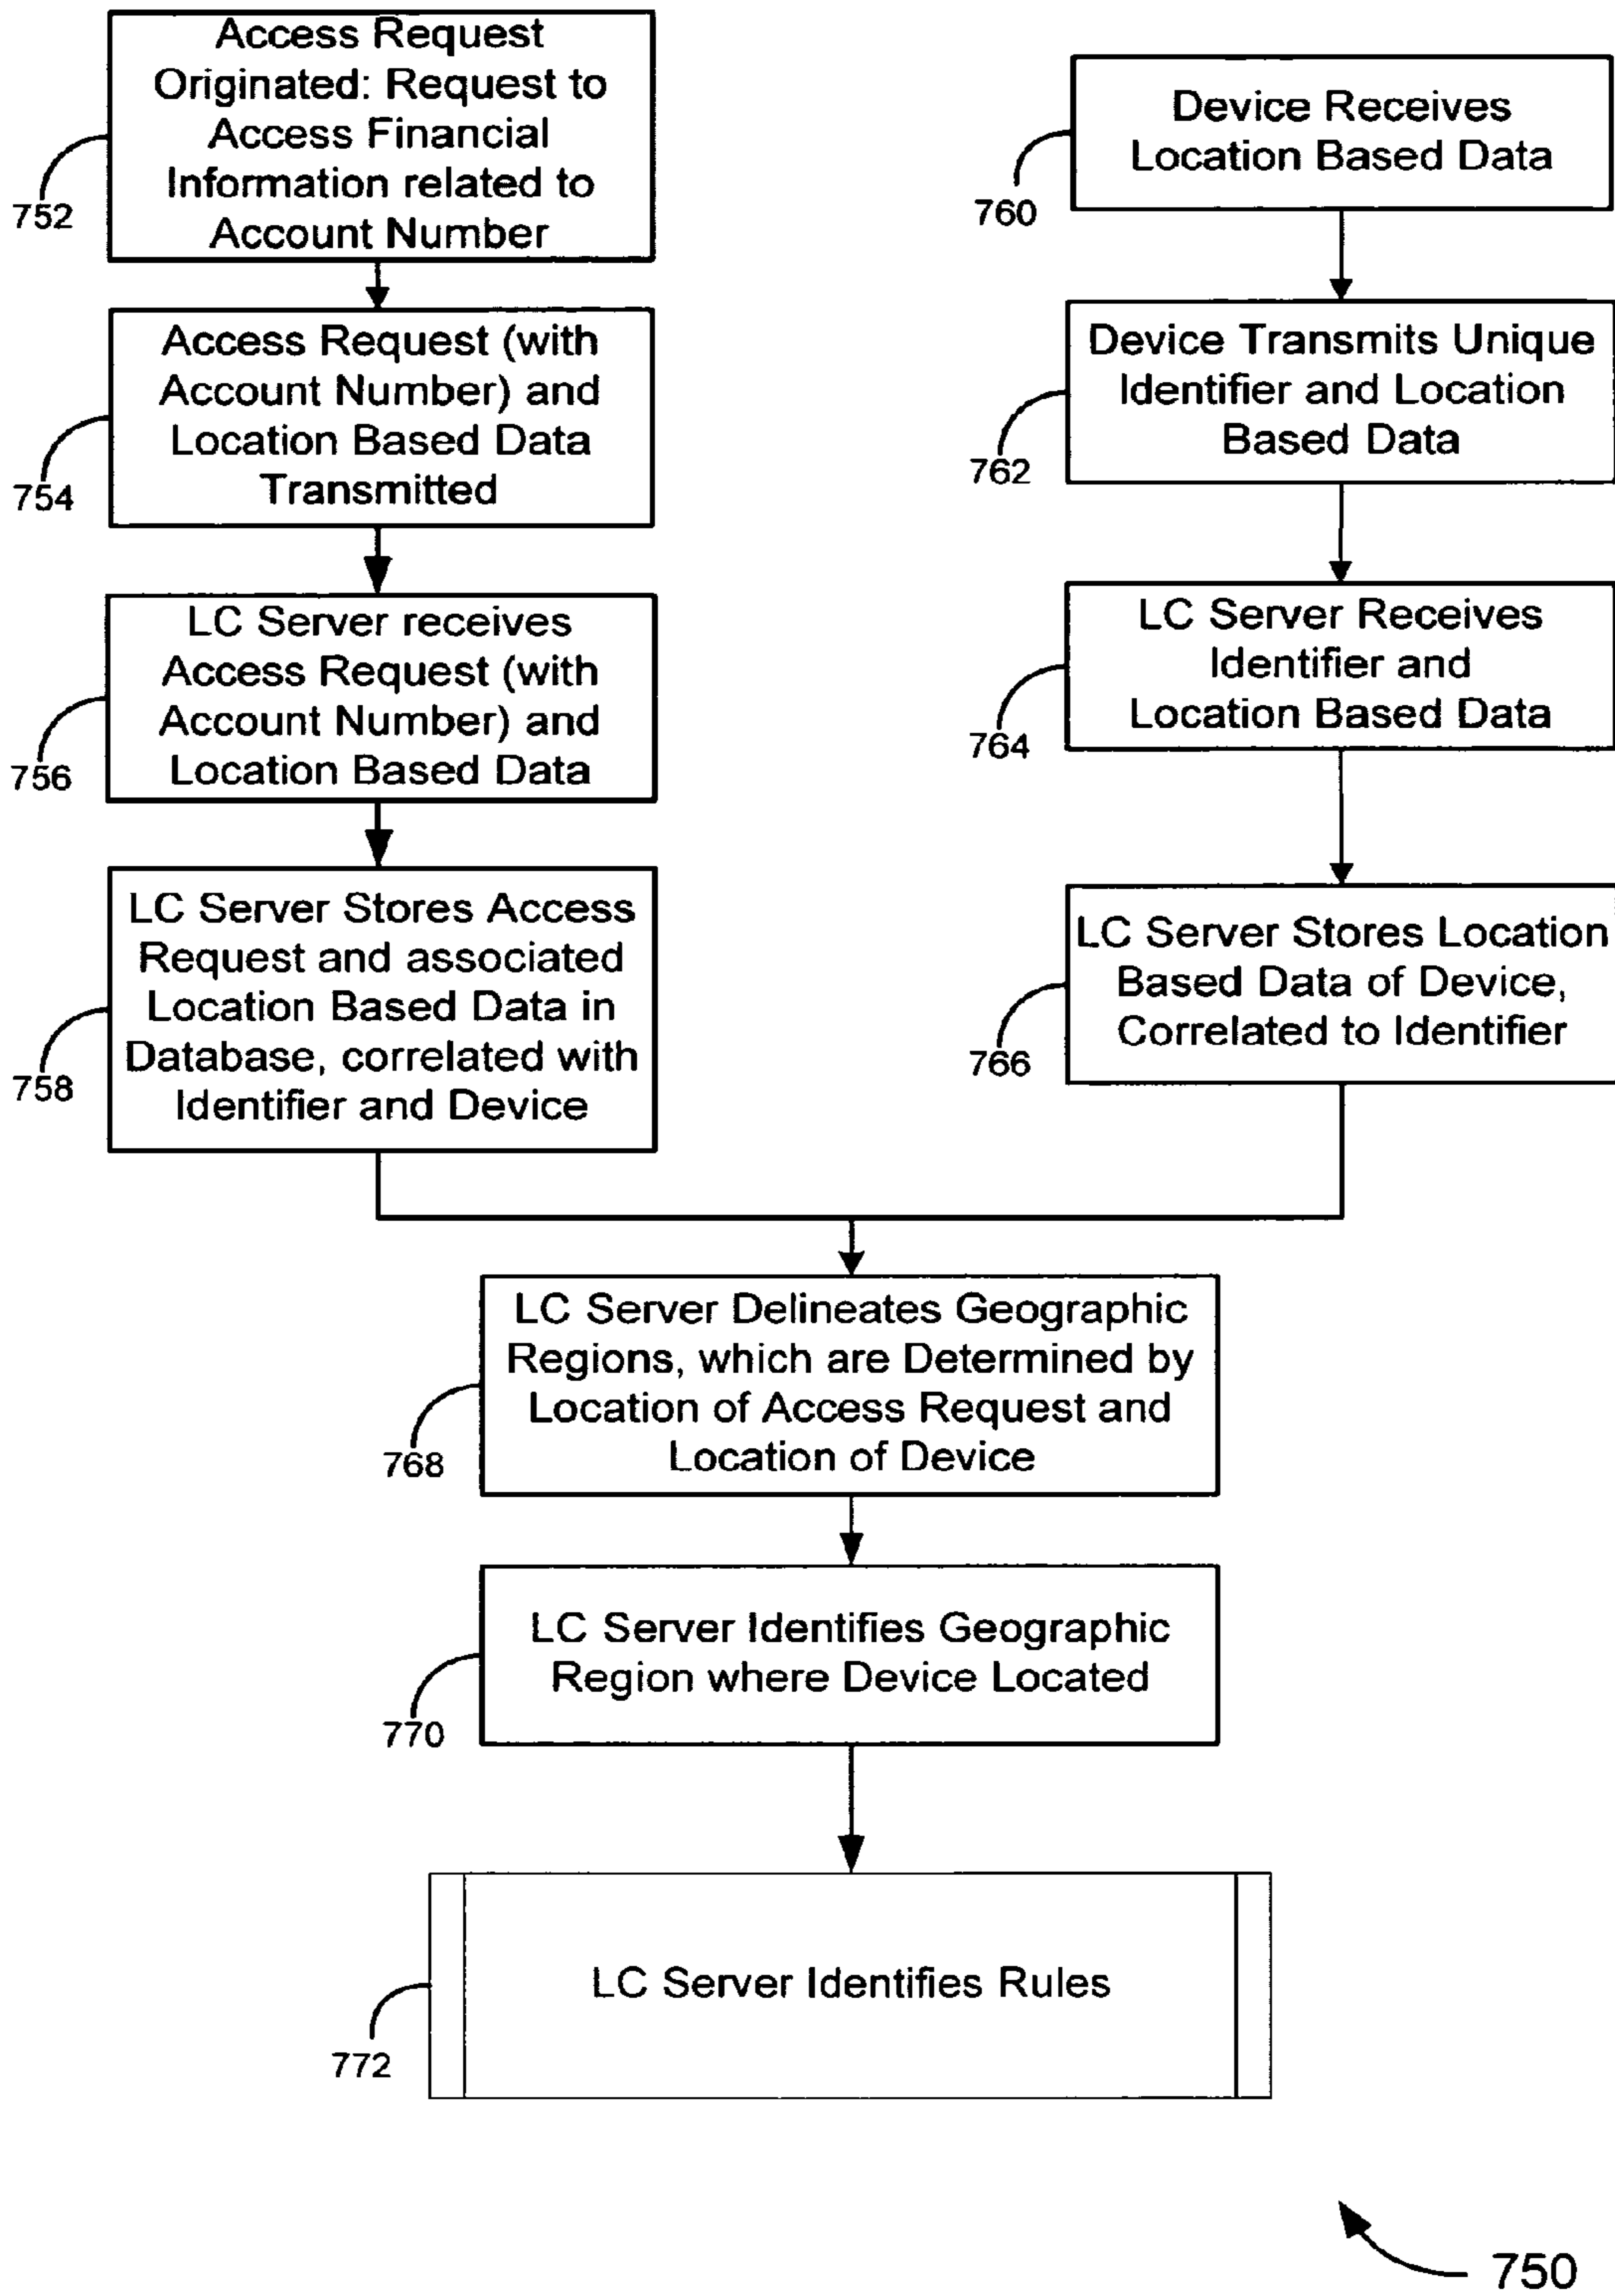 Access Request
Originated: Request to
Access Financial
Information related to
Account Number
752
Access Request (with
Account Number) and
Location Based Data
Transmitted
754
LC Server receives
Access Request (with
Account Number) and
Location Based Data
756
LC Server Stores Access
Request and associated
Location Based Data in
Database, correlated with
Identifier and Device
758
Device Receives
Location Based Data
760
Device Transmits Unique
Identifier and Location
Based Data
762
LC Server Receives
Identifier and
Location Based Data
764
LC Server Stores Location
Based Data of Device,
Correlated to Identifier
766
LC Server Delineates Geographic
Regions, which are Determined by
Location of Access Request and
Location of Device
768
LC Server Identifies Geographic
Region where Device Located
770
LC Server Identifies Rules
772
750